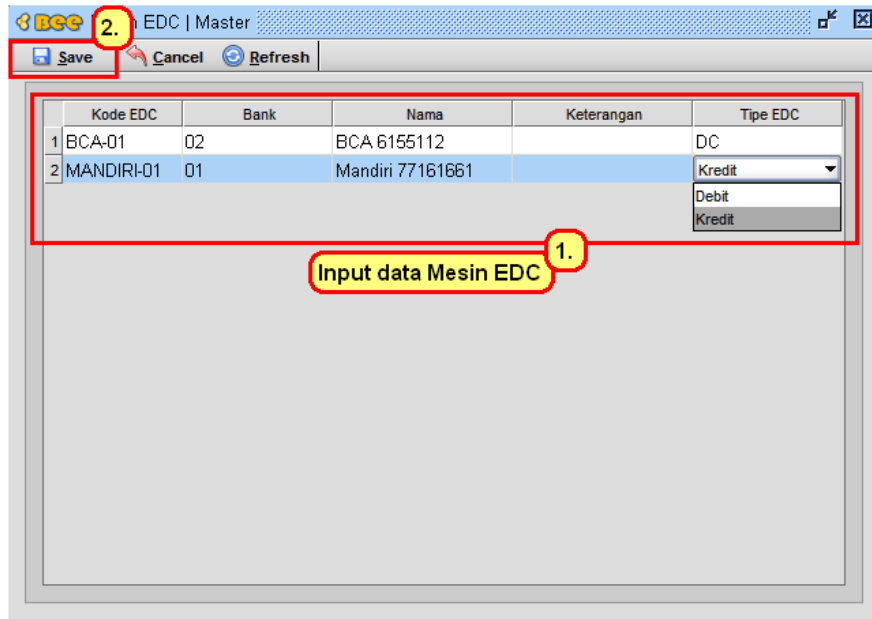 Bee 2. n EDC | Master
Save Cancel Refresh
Kode EDC Bank Nama Keterangan Tipe EDC
1 BCA-01 02 BCA 6155112 DC
2 MANDIRI-01 01 Mandiri 77161661 Kredit
Debit
Kredit
1.
Input data Mesin EDC